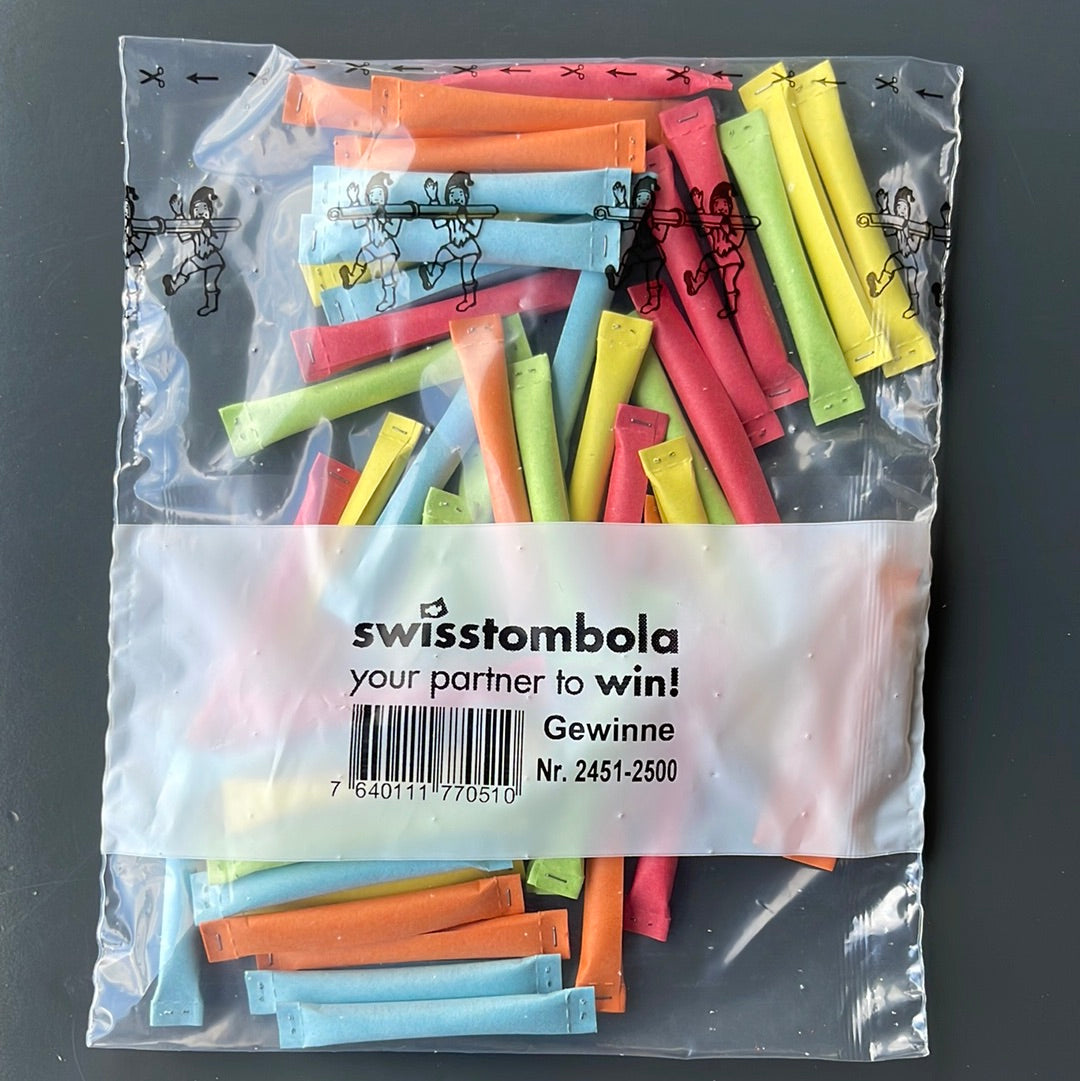 swisstombola
your partner to win!
Gewinne
Nr. 2451-2500
7 640111 770510